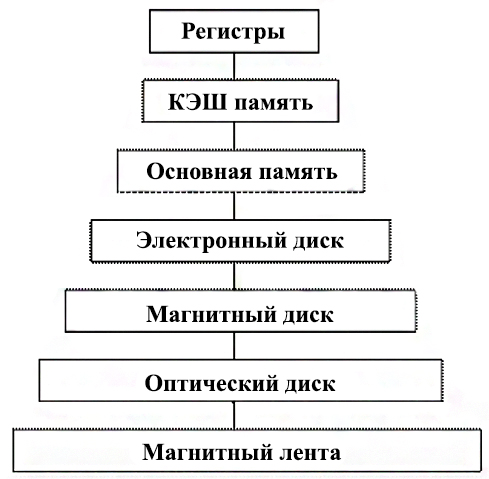 Регистры
КЭШ память
Основная память
Электронный диск
Магнитный диск
Оптический диск
Магнитный лента